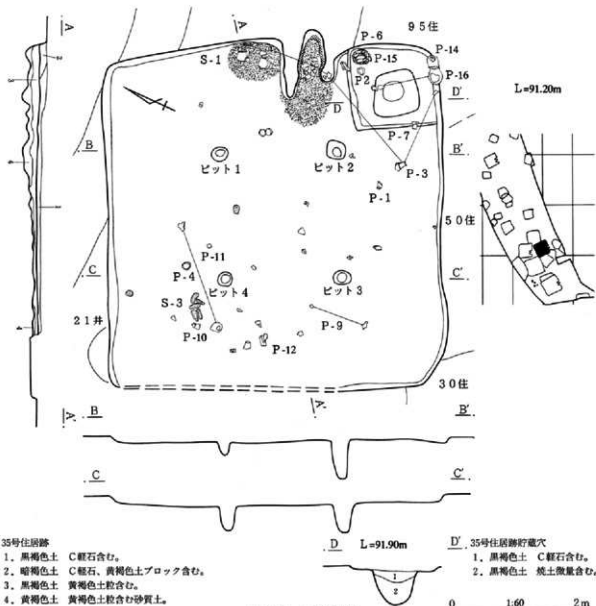 A
A
95住
P-6
P-14
S-1
P-15
P2
P-16
D
D'
L=91.20m
P-7
B
B'
ピット1
ピット2
P-3
P-1
50住
P-11
C
C'
P-4
ピット4
ピット3
S-3
P-9
21井
P-10
P-12
30住
A'
A'
B
B'
C
C'
35号住居跡
1. 黒褐色土 C軽石含む。
2. 暗褐色土 C軽石、黄褐色土ブロック含む。
3. 黒褐色土 黄褐色土粒含む。
4. 黄褐色土 黄褐色土粒含む砂質土。
D L=91.90m D'
1
2
35号住居跡貯蔵穴
1. 黒褐色土 C軽石含む。
2. 黒褐色土 焼土微量含む。
0 1:60 2m